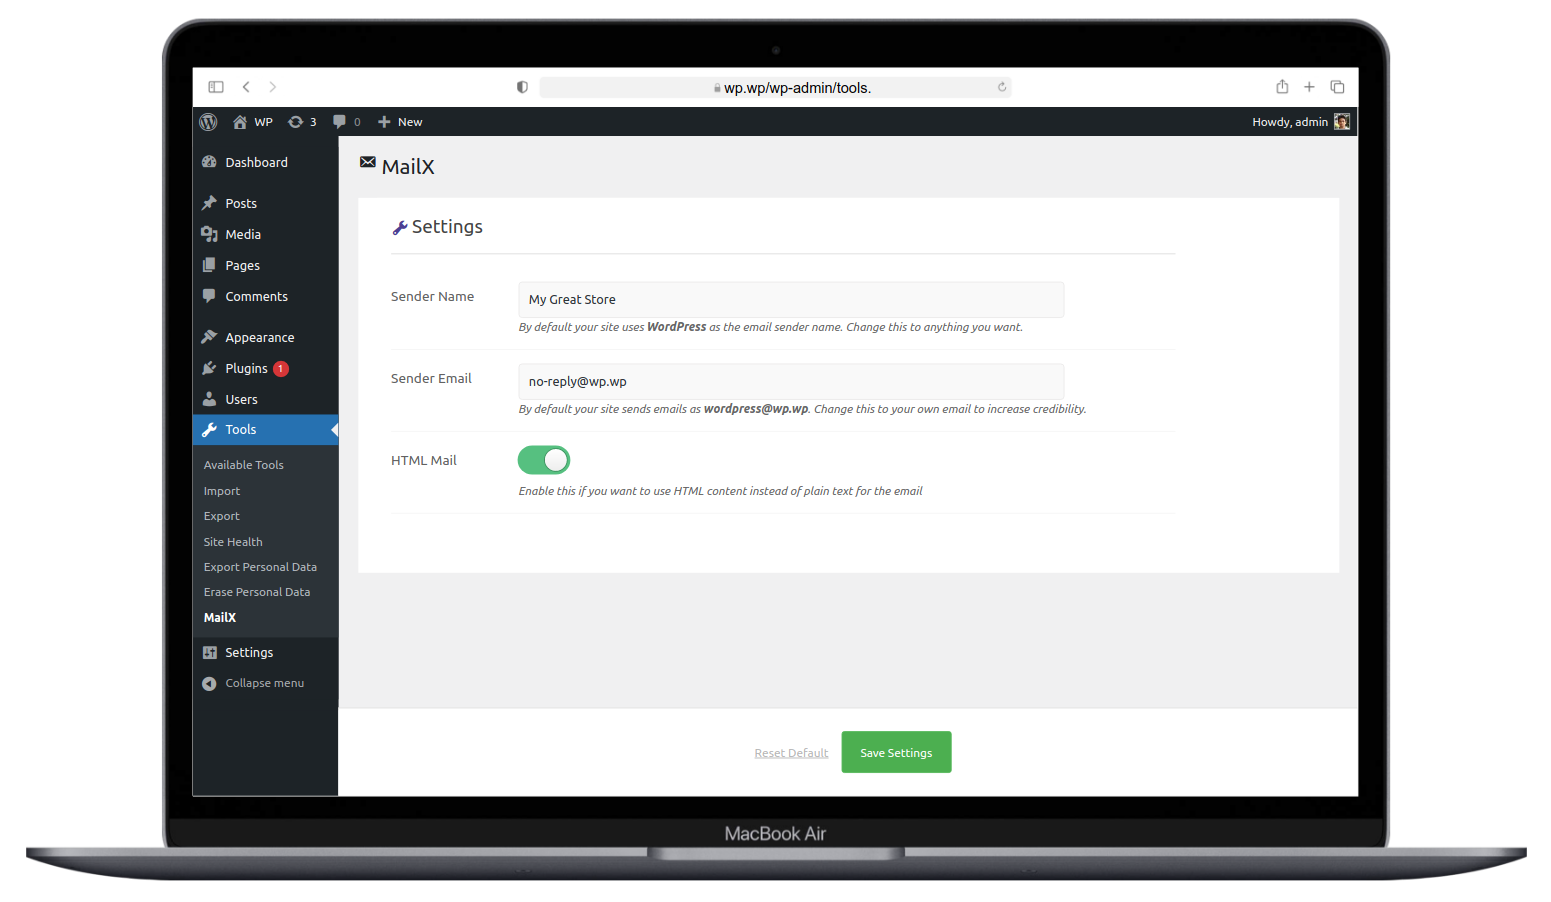 wp.wp/wp-admin/tools.
WP 3 0 New Howdy, admin
Dashboard
Posts
Media
Pages
Comments
Appearance
Plugins 1
Users
Tools
Available Tools
Import
Export
Site Health
Export Personal Data
Erase Personal Data
MailX
Settings
Collapse menu
MailX
Settings
Sender Name
My Great Store
By default your site uses WordPress as the email sender name. Change this to anything you want.
Sender Email
no-reply@wp.wp
By default your site sends emails as wordpress@wp.wp. Change this to your own email to increase credibility.
HTML Mail
Enable this if you want to use HTML content instead of plain text for the email
Reset Default Save Settings
MacBook Air